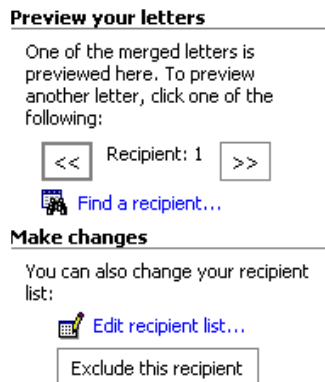 Preview your letters
One of the merged letters is
previewed here. To preview
another letter, click one of the
following:
<< Recipient: 1 >>
Find a recipient...
Make changes
You can also change your recipient
list:
Edit recipient list...
Exclude this recipient